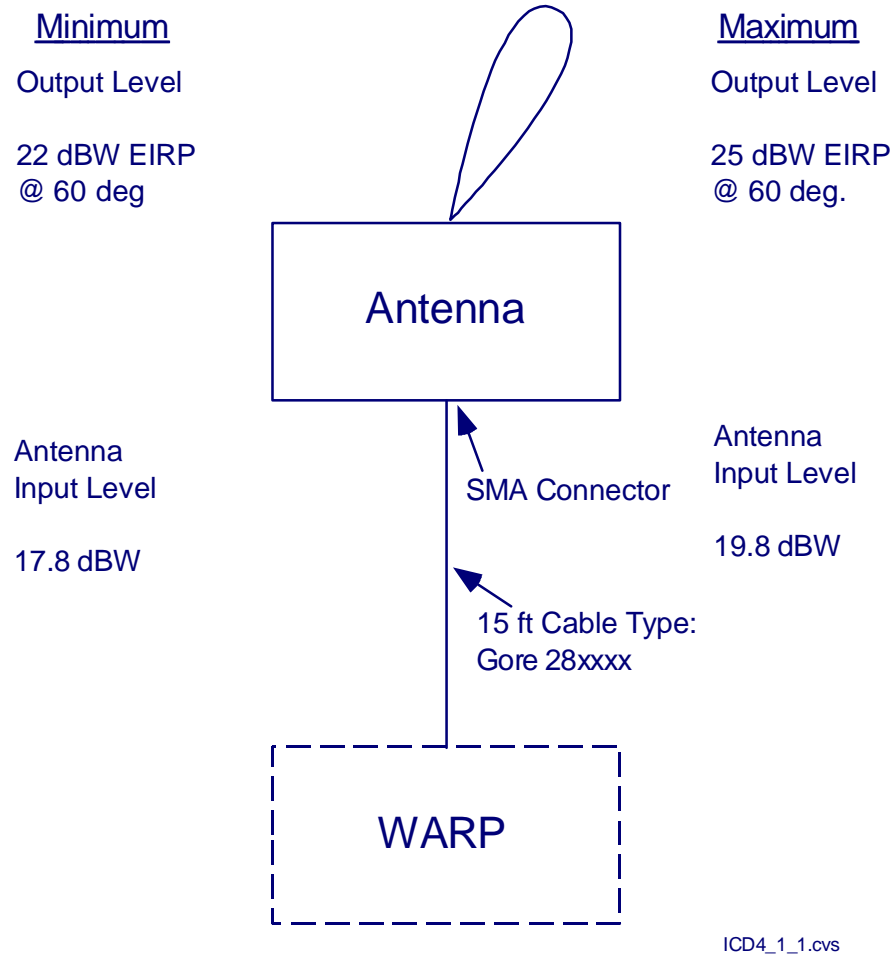 Minimum
Output Level
22 dBW EIRP
@ 60 deg
Maximum
Output Level
25 dBW EIRP
@ 60 deg.
Antenna
Antenna
Input Level
17.8 dBW
SMA Connector
Antenna
Input Level
19.8 dBW
15 ft Cable Type:
Gore 28xxxx
WARP
ICD4_1_1.cvs